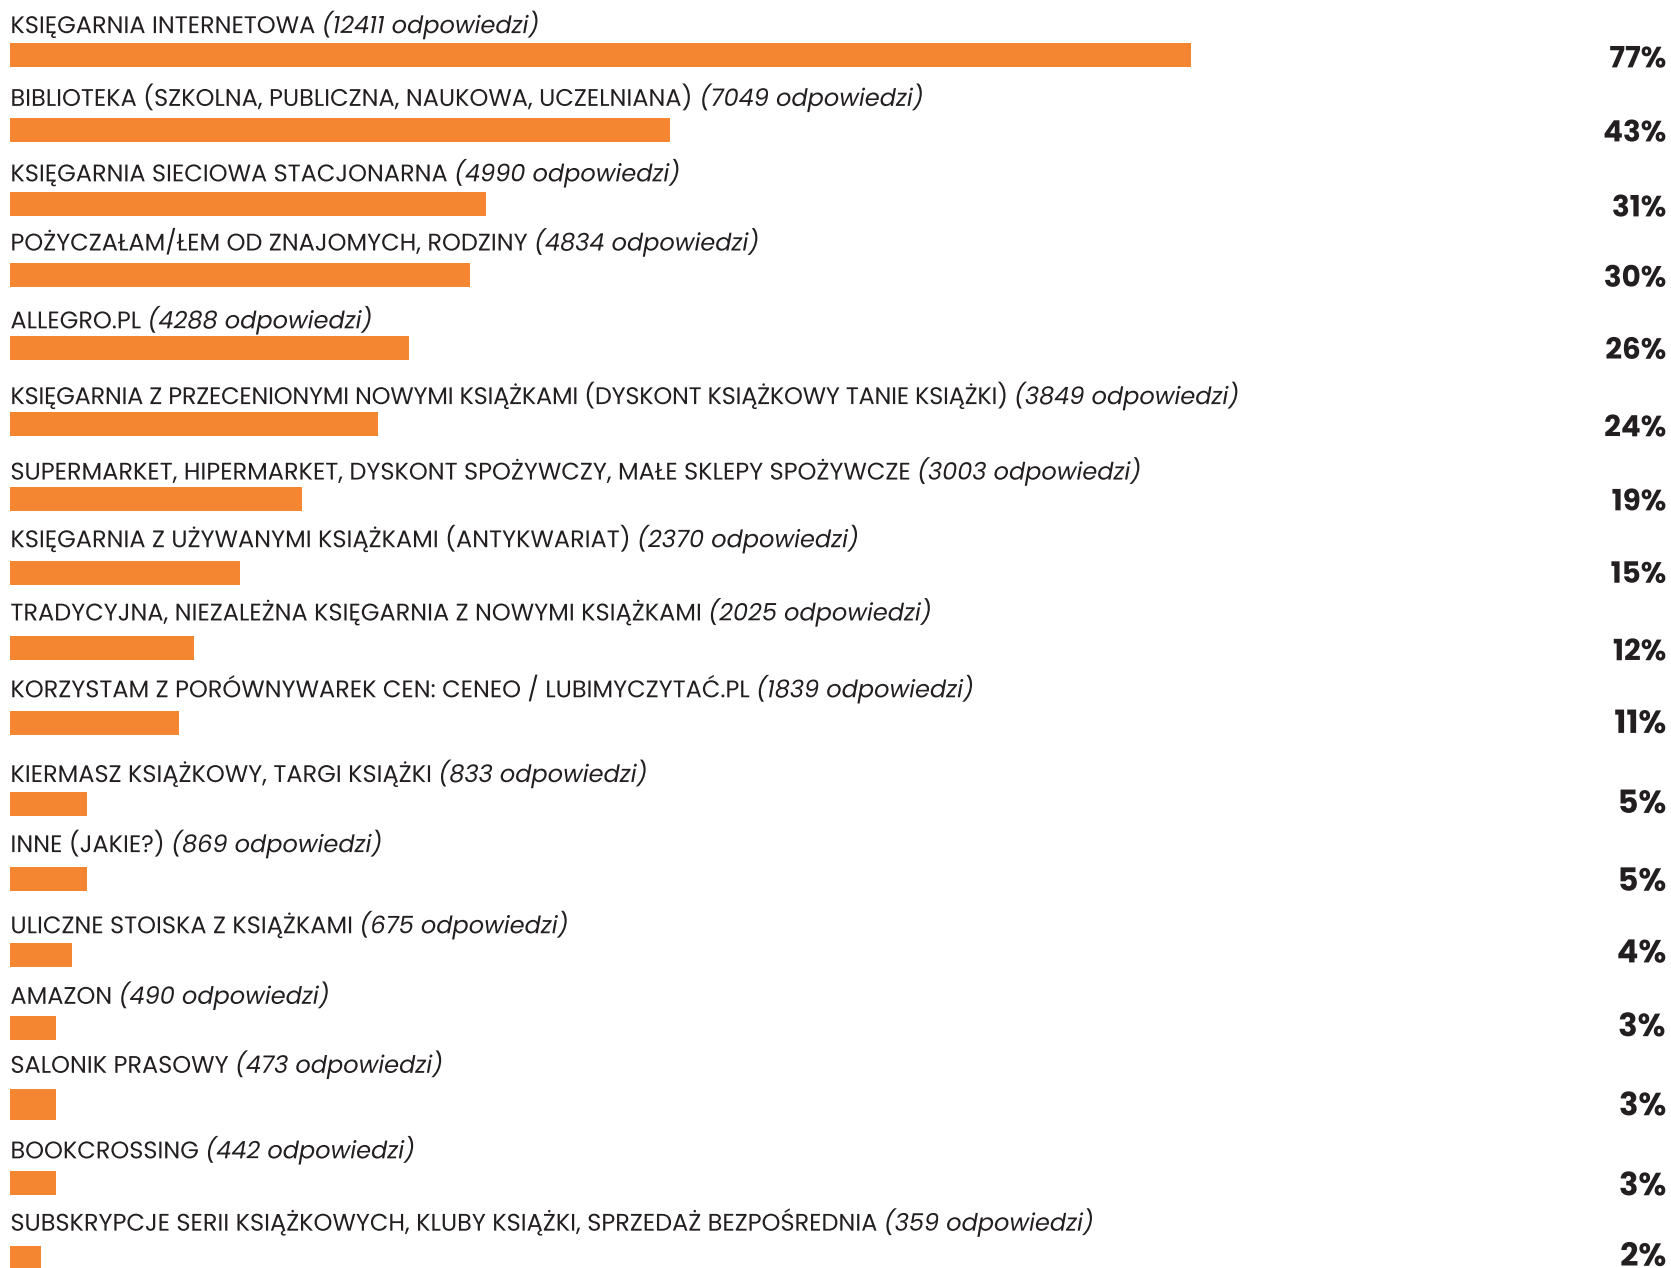 KSIĘGARNIA INTERNETOWA (12411 odpowiedzi)
77%
BIBLIOTEKA (SZKOLNA, PUBLICZNA, NAUKOWA, UCZELNIANA) (7049 odpowiedzi)
43%
KSIĘGARNIA SIECIOWA STACJONARNA (4990 odpowiedzi)
31%
POŻYCZAŁAM/ŁEM OD ZNAJOMYCH, RODZINY (4834 odpowiedzi)
30%
ALLEGRO.PL (4288 odpowiedzi)
26%
KSIĘGARNIA Z PRZECENIONYMI NOWYMI KSIĄŻKAMI (DYSKONT KSIĄŻKOWY TANIE KSIĄŻKI) (3849 odpowiedzi)
24%
SUPERMARKET, HIPERMARKET, DYSKONT SPOŻYWCZY, MAŁE SKLEPY SPOŻYWCZE (3003 odpowiedzi)
19%
KSIĘGARNIA Z UŻYWANYMI KSIĄŻKAMI (ANTYKWARIAT) (2370 odpowiedzi)
15%
TRADYCYJNA, NIEZALEŻNA KSIĘGARNIA Z NOWYMI KSIĄŻKAMI (2025 odpowiedzi)
12%
KORZYSTAM Z PORÓWNYWAREK CEN: CENEO / LUBIMYCZYTAĆ.PL (1839 odpowiedzi)
11%
KIERMASZ KSIĄŻKOWY, TARGI KSIĄŻKI (833 odpowiedzi)
5%
INNE (JAKIE?) (869 odpowiedzi)
5%
ULICZNE STOISKA Z KSIĄŻKAMI (675 odpowiedzi)
4%
AMAZON (490 odpowiedzi)
3%
SALONIK PRASOWY (473 odpowiedzi)
3%
BOOKCROSSING (442 odpowiedzi)
3%
SUBSKRYPCJE SERII KSIĄŻKOWYCH, KLUBY KSIĄŻKI, SPRZEDAŻ BEZPOŚREDNIA (359 odpowiedzi)
2%